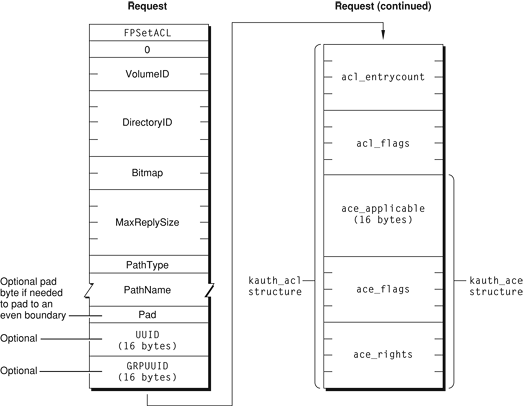 Request
FPSetACL
0
VolumeID
DirectoryID
Bitmap
MaxReplySize
PathType
PathName
Optional pad
byte if needed
to pad to an
even boundary
Pad
Optional
UUID
(16 bytes)
Optional
GRPUUID
(16 bytes)
Request (continued)
acl_entrycount
acl_flags
ace_applicable
(16 bytes)
kauth_acl
structure
ace_flags
kauth_ace
structure
ace_rights